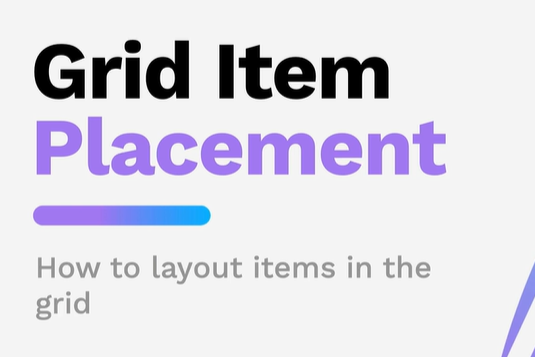 Grid Item
Placement
How to layout items in the
grid